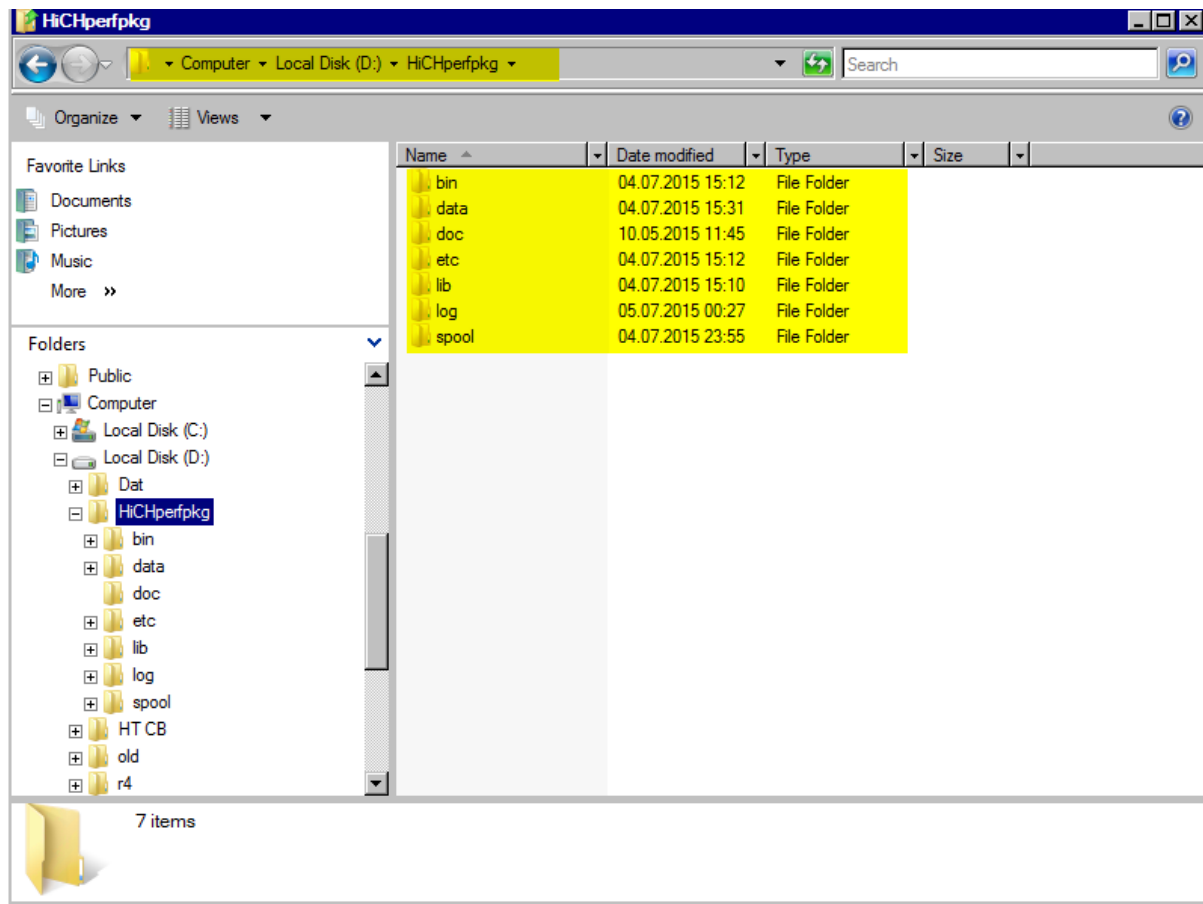 HiCHperfpkg
Computer Local Disk (D:) HiCHperfpkg
Search
Organize Views
Favorite Links
Documents
Pictures
Music
More »
Folders
Public
Computer
Local Disk (C:)
Local Disk (D:)
Dat
HiCHperfpkg
bin
data
doc
etc
lib
log
spool
HT CB
old
r4
Name Date modified Type Size
bin 04.07.2015 15:12 File Folder
data 04.07.2015 15:31 File Folder
doc 10.05.2015 11:45 File Folder
etc 04.07.2015 15:12 File Folder
lib 04.07.2015 15:10 File Folder
log 05.07.2015 00:27 File Folder
spool 04.07.2015 23:55 File Folder
7 items